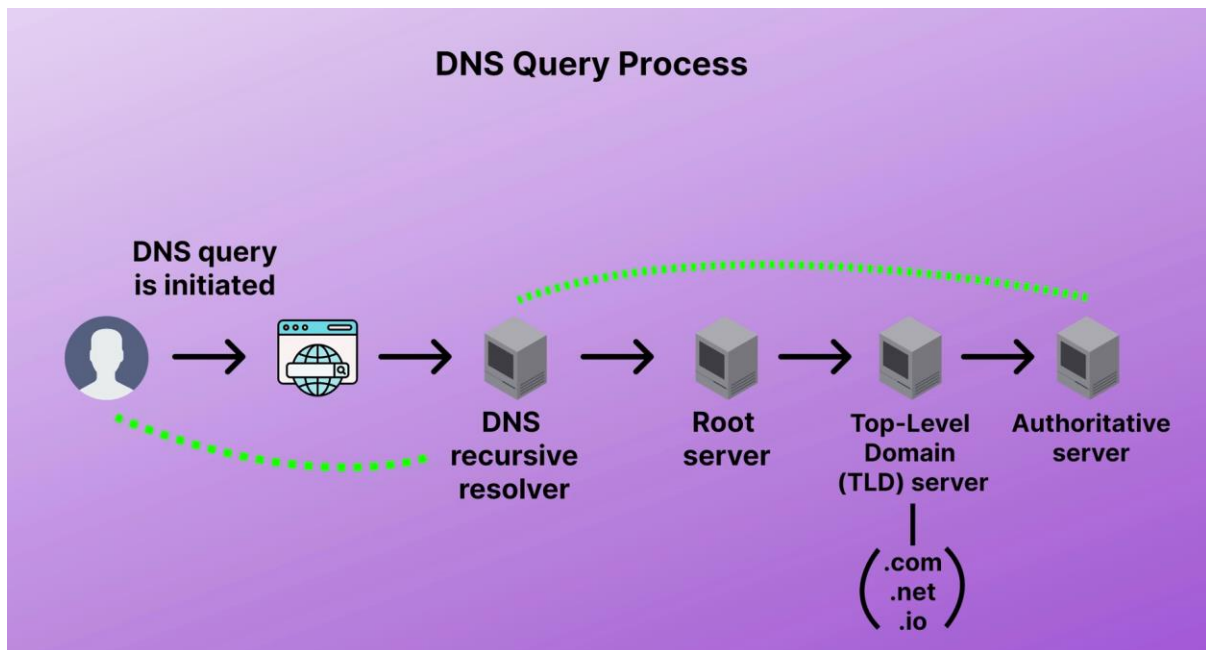 DNS Query Process
DNS query
is initiated
DNS
recursive
resolver
Root
server
Top-Level
Domain
(TLD) server
Authoritative
server
.com
.net
.io